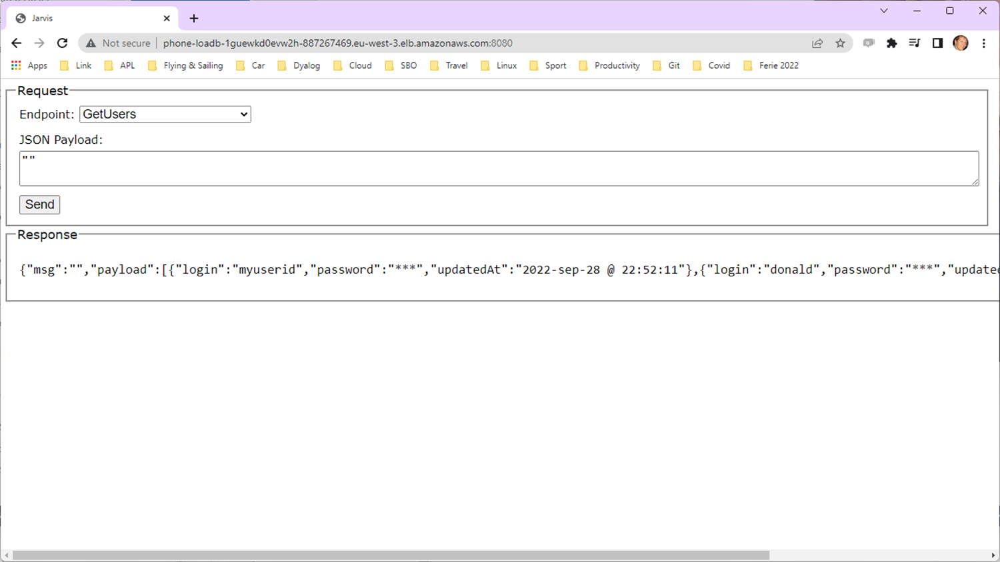 Jarvis
Not secure phone-loadb-1guewkd0evw2h-887267469.eu-west-3.elb.amazonaws.com:8080
Apps Link APL Flying & Sailing Car Dyalog Cloud SBO Travel Linux Sport Productivity Git Covid Ferie 2022
Request
Endpoint: GetUsers
JSON Payload:
""
Send
Response
{"msg":"","payload":[{"login":"myuserid","password":"***","updatedAt":"2022-sep-28 @ 22:52:11"},{"login":"donald","password":"***","updated